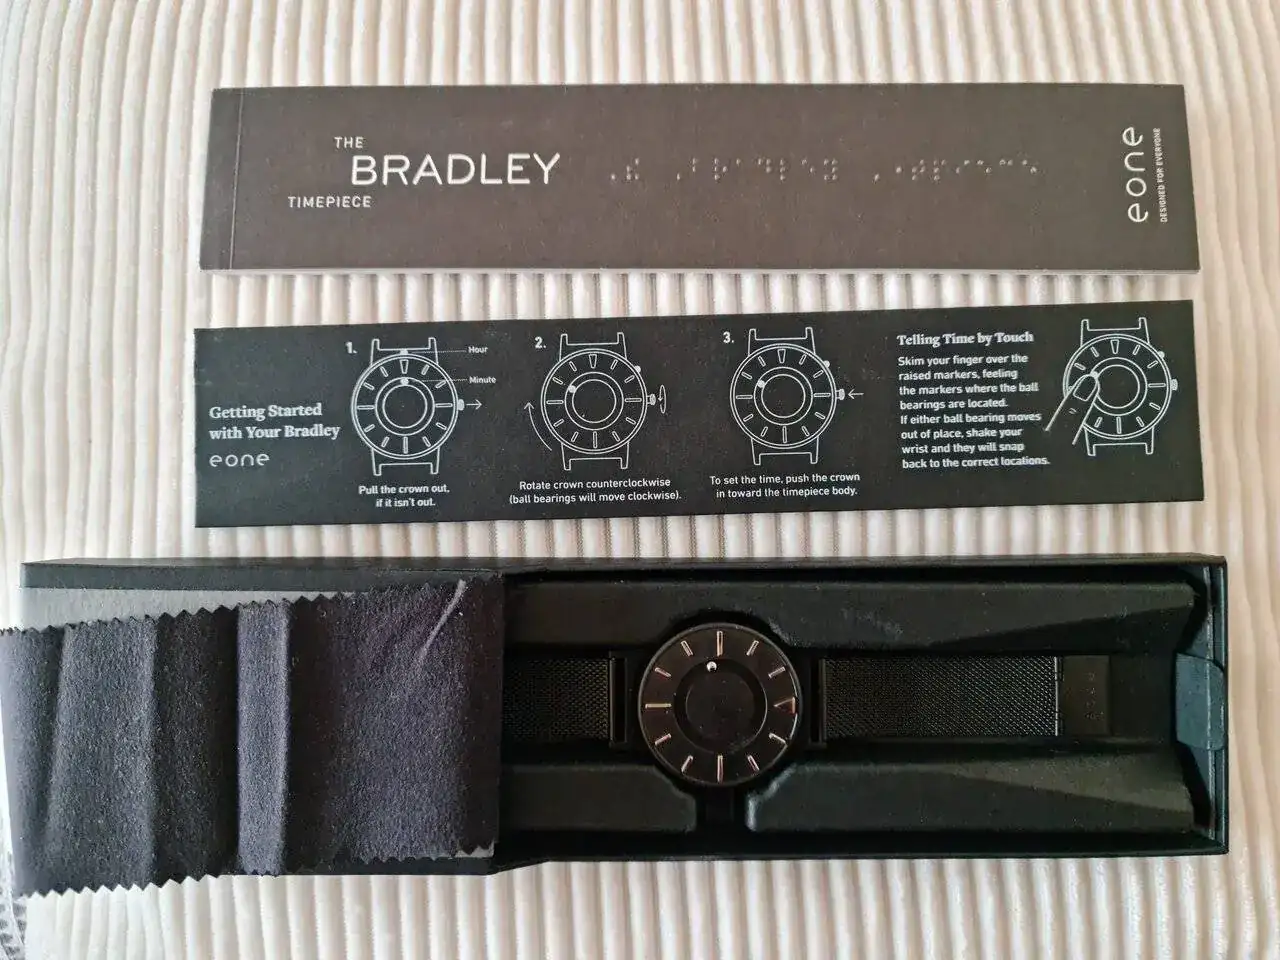 THE
BRADLEY
TIMEPIECE
eone
DESIGNED FOR EVERYONE
Getting Started
with Your Bradley
eone
1.
Hour
Minute
Pull the crown out,
if it isn't out.
2.
Rotate crown counterclockwise
(ball bearings will move clockwise).
3.
To set the time, push the crown
in toward the timepiece body.
Telling Time by Touch
Skim your finger over the
raised markers, feeling
the markers where the ball
bearings are located.
If either ball bearing moves
out of place, shake your
wrist and they will snap
back to the correct locations.